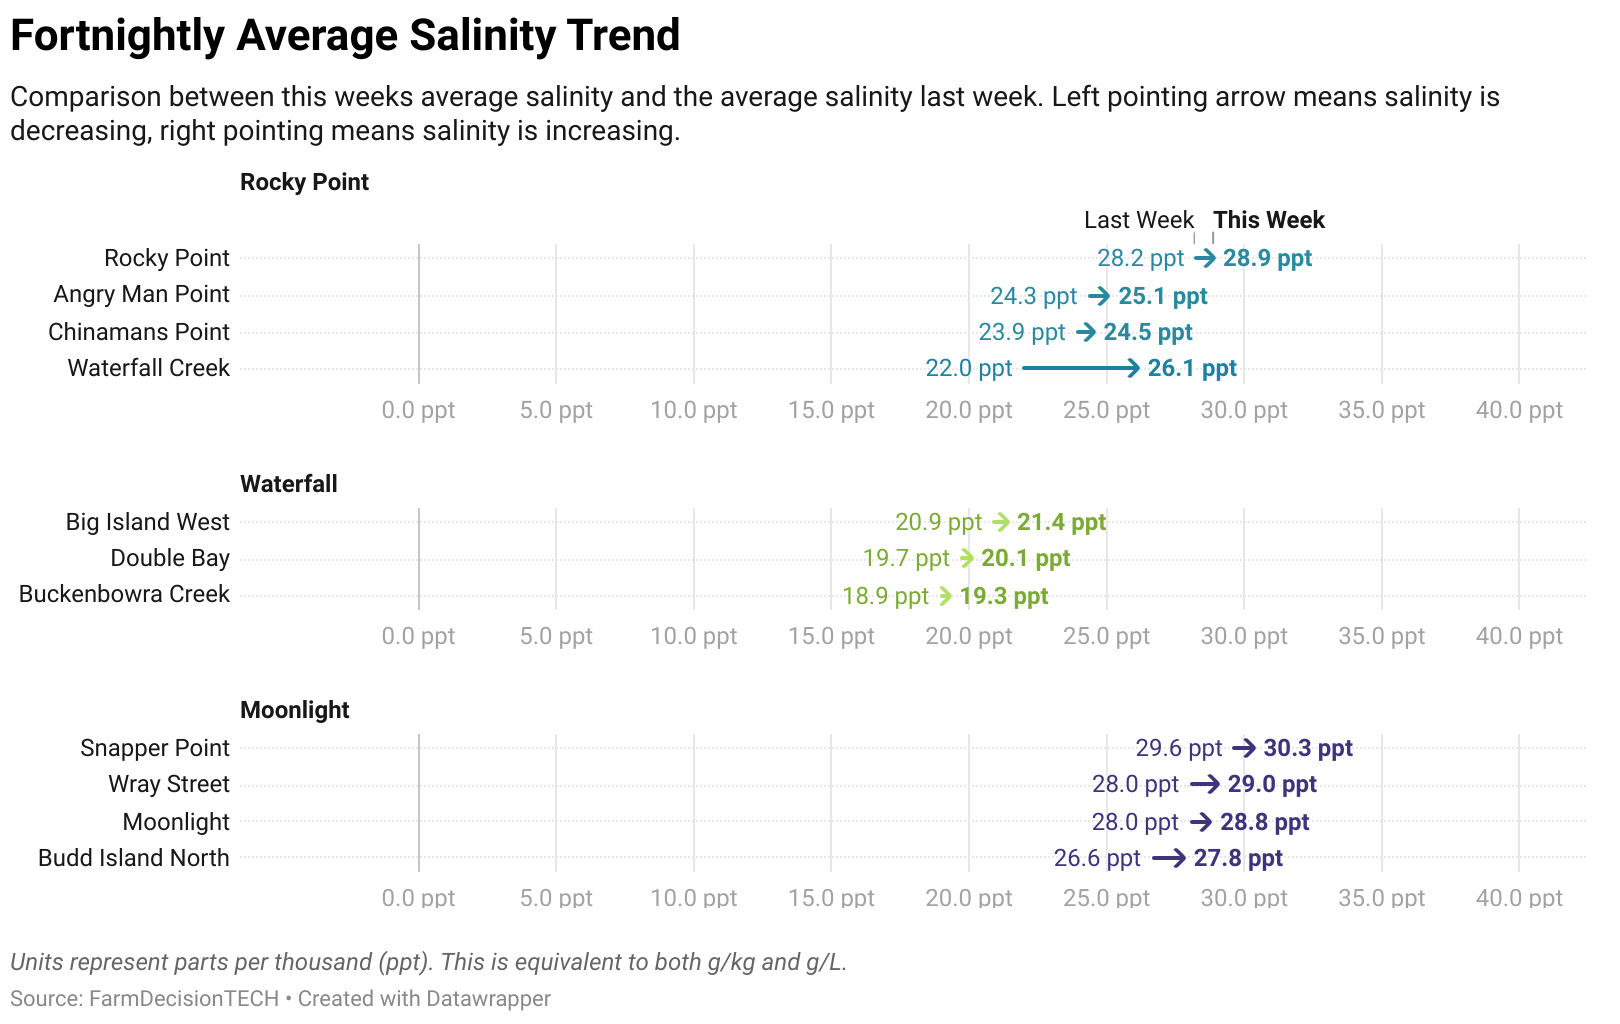 Fortnightly Average Salinity Trend
Comparison between this weeks average salinity and the average salinity last week. Left pointing arrow means salinity is
decreasing, right pointing means salinity is increasing.
Rocky Point
Last Week This Week
Rocky Point 28.2 ppt 28.9 ppt
Angry Man Point 24.3 ppt 25.1 ppt
Chinamans Point 23.9 ppt 24.5 ppt
Waterfall Creek 22.0 ppt 26.1 ppt
0.0 ppt 5.0 ppt 10.0 ppt 15.0 ppt 20.0 ppt 25.0 ppt 30.0 ppt 35.0 ppt 40.0 ppt
Waterfall
Big Island West 20.9 ppt 21.4 ppt
Double Bay 19.7 ppt 20.1 ppt
Buckenbowra Creek 18.9 ppt 19.3 ppt
0.0 ppt 5.0 ppt 10.0 ppt 15.0 ppt 20.0 ppt 25.0 ppt 30.0 ppt 35.0 ppt 40.0 ppt
Moonlight
Snapper Point 29.6 ppt 30.3 ppt
Wray Street 28.0 ppt 29.0 ppt
Moonlight 28.0 ppt 28.8 ppt
Budd Island North 26.6 ppt 27.8 ppt
0.0 ppt 5.0 ppt 10.0 ppt 15.0 ppt 20.0 ppt 25.0 ppt 30.0 ppt 35.0 ppt 40.0 ppt
Units represent parts per thousand (ppt). This is equivalent to both g/kg and g/L.
Source: FarmDecisionTECH • Created with Datawrapper